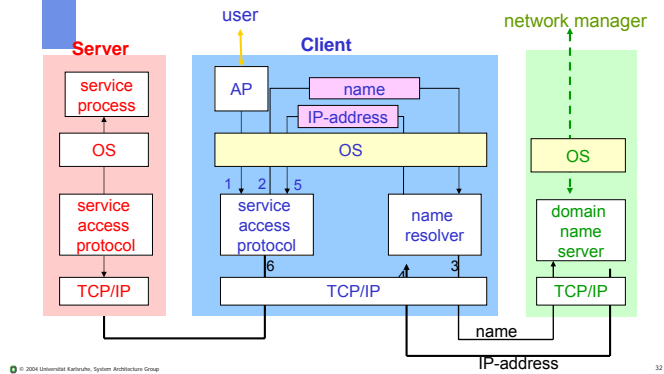 user
network manager
Server
Client
service
process
AP
name
IP-address
OS
OS
OS
1 2 5
service
access
protocol
service
access
protocol
name
resolver
domain
name
server
6
4
3
TCP/IP
TCP/IP
TCP/IP
name
IP-address
© 2004 Universität Karlsruhe, System Architecture Group
32